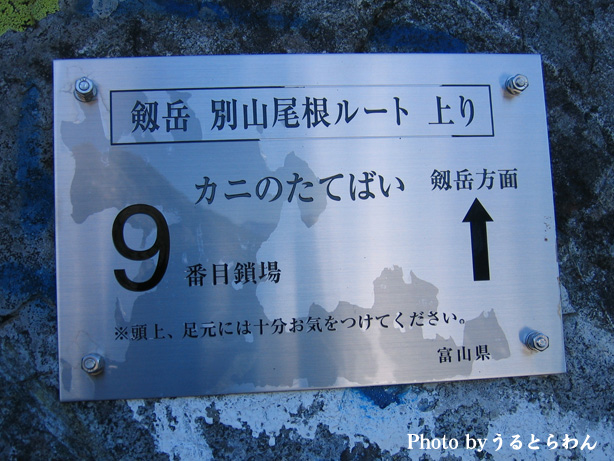 剱岳 別山尾根ルート 上り
カニのたてばい
剱岳方面
9 番目鎖場
※頭上、足元には十分お気をつけてください。
富山県
Photo byうるとらわん